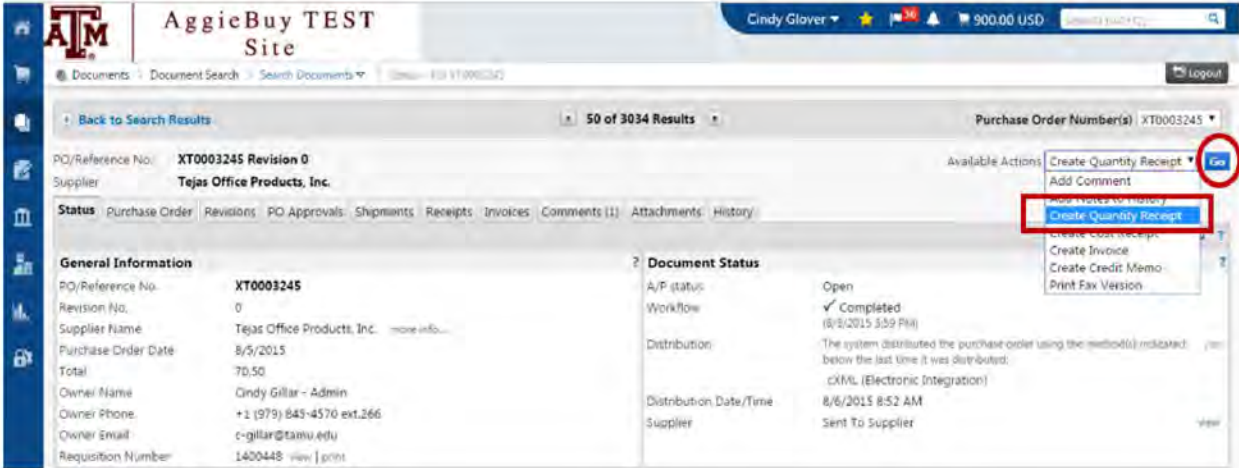 AggieBuy TEST
Site
Cindy Glover
36
900.00 USD
ĀM
Documents
Document Search
Search Documents
Logout
Back to Search Results
50 of 3034 Results
Purchase Order Number(s) XT0003245
PO/Reference No. XT0003245 Revision 0
Supplier Tejas Office Products, Inc.
Available Actions Create Quantity Receipt Go
Add Comment
Add Notes to History
Create Quantity Receipt
Create Cost Receipt
Create Invoice
Create Credit Memo
Print Fax Version
Status Purchase Order Revisions PO Approvals Shipments Receipts Invoices Comments (1) Attachments History
General Information ?
PO/Reference No. XT0003245
Revision No. 0
Supplier Name Tejas Office Products, Inc. more info...
Purchase Order Date 8/5/2015
Total 70.50
Owner Name Cindy Gillar - Admin
Owner Phone +1 (979) 845-4570 ext.266
Owner Email c-gillar@tamu.edu
Requisition Number 1400448 view | print
Document Status ?
A/P status Open
Workflow ✓ Completed
Distribution The system distributed the purchase order using the method(s) indicated
below the last time it was distributed:
cXML (Electronic Integration)
Distribution Date/Time 8/6/2015 8:52 AM
Supplier Sent To Supplier view